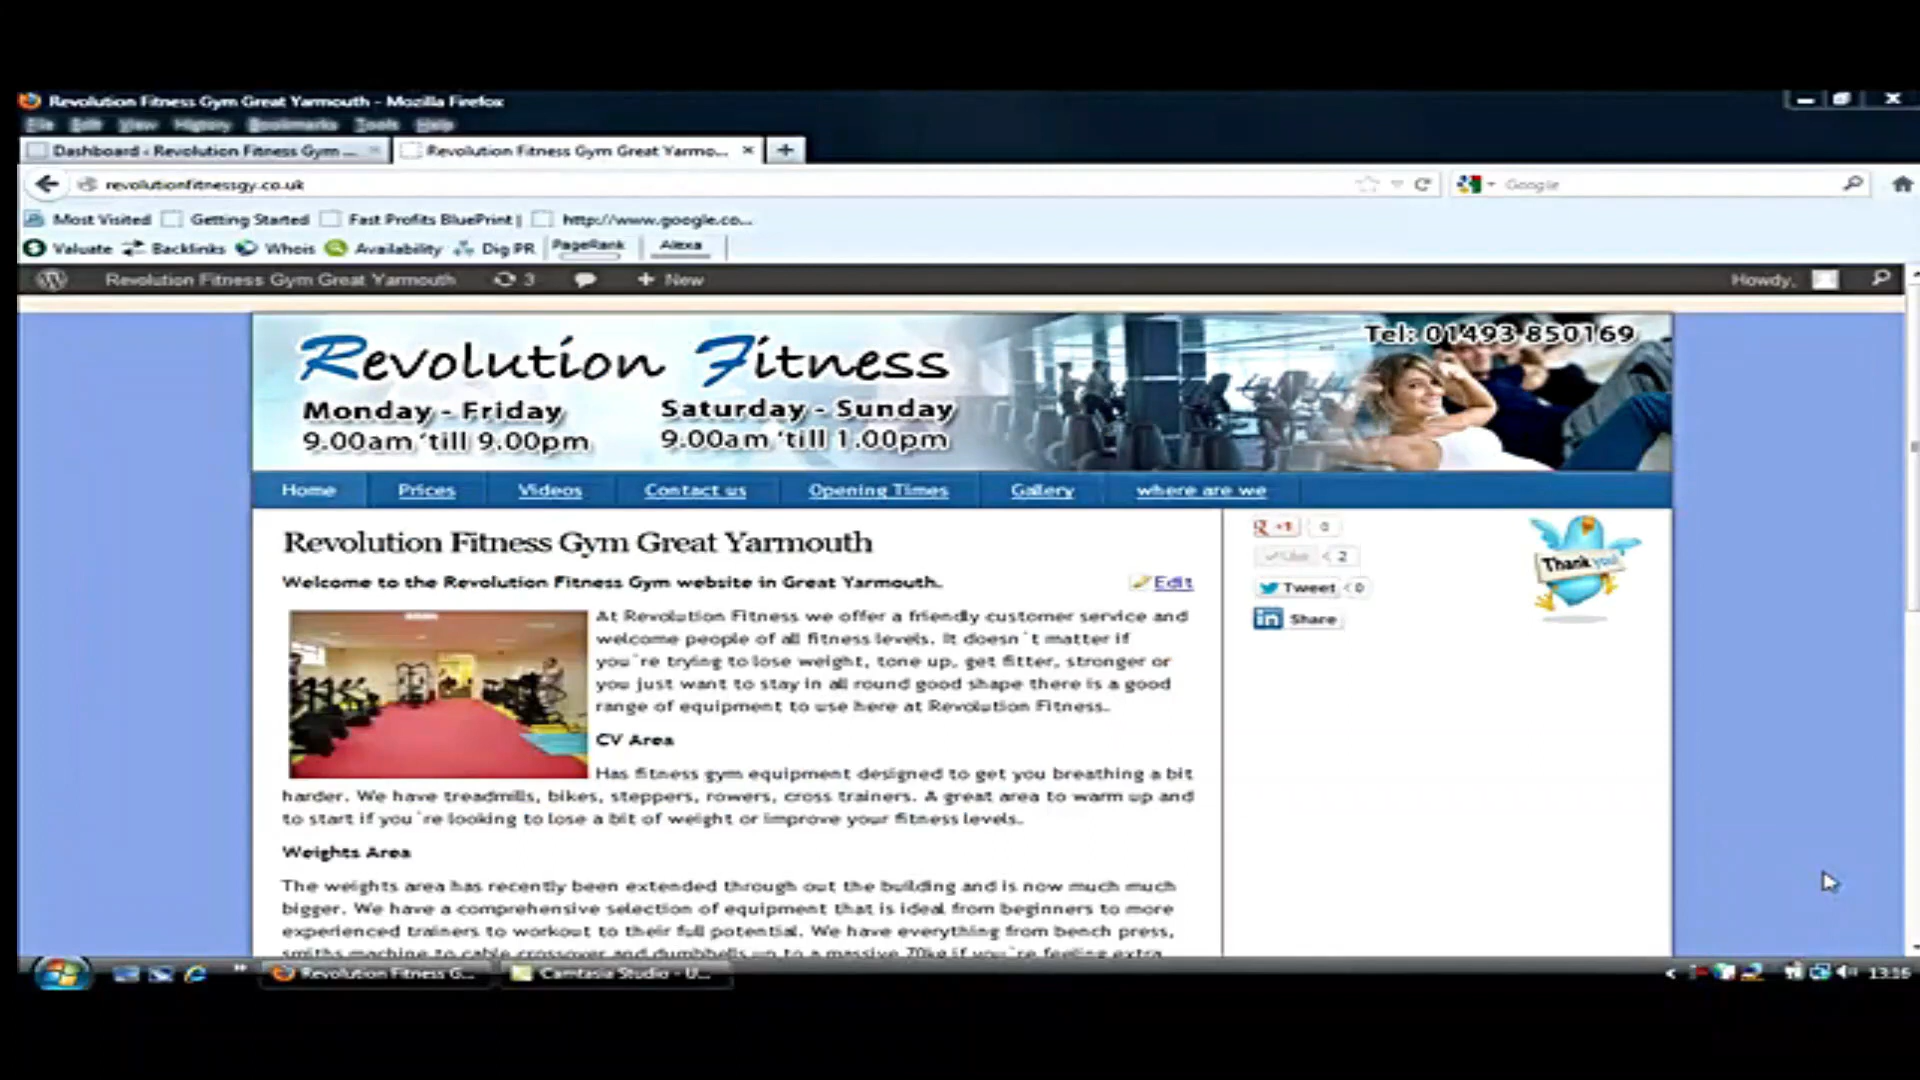 Revolution Fitness Gym Great Yarmouth - Mozilla Firefox
File Edit View History Bookmarks Tools Help
Dashboard ‹ Revolution Fitness Gym ... Revolution Fitness Gym Great Yarmo...
revolutionfitnessgy.co.uk Google
Most Visited Getting Started Fast Profits BluePrint | http://www.google.co...
Valuate Backlinks Whois Availability Dig PR PageRank Alexa
Revolution Fitness Gym Great Yarmouth 3 + New Howdy,
Tel: 01493 850169
Revolution Fitness
Monday - Friday Saturday - Sunday
9.00am 'till 9.00pm 9.00am 'till 1.00pm
Home Prices Videos Contact us Opening Times Gallery where are we
Revolution Fitness Gym Great Yarmouth
Welcome to the Revolution Fitness Gym website in Great Yarmouth.
Edit
At Revolution Fitness we offer a friendly customer service and
welcome people of all fitness levels. It doesn`t matter if
you`re trying to lose weight, tone up, get fitter, stronger or
you just want to stay in all round good shape there is a good
range of equipment to use here at Revolution Fitness.
CV Area
Has fitness gym equipment designed to get you breathing a bit
harder. We have treadmills, bikes, steppers, rowers, cross trainers. A great area to warm up and
to start if you`re looking to lose a bit of weight or improve your fitness levels.
Weights Area
The weights area has recently been extended through out the building and is now much much
bigger. We have a comprehensive selection of equipment that is ideal from beginners to more
experienced trainers to workout to their full potential. We have everything from bench press,
smiths machine to cable crossover and dumbbells up to a massive 70kg if you`re feeling extra
+1 0
Like 2
Tweet 0
in Share
Thank you!
Revolution Fitness G... Camtasia Studio - U... 13:16